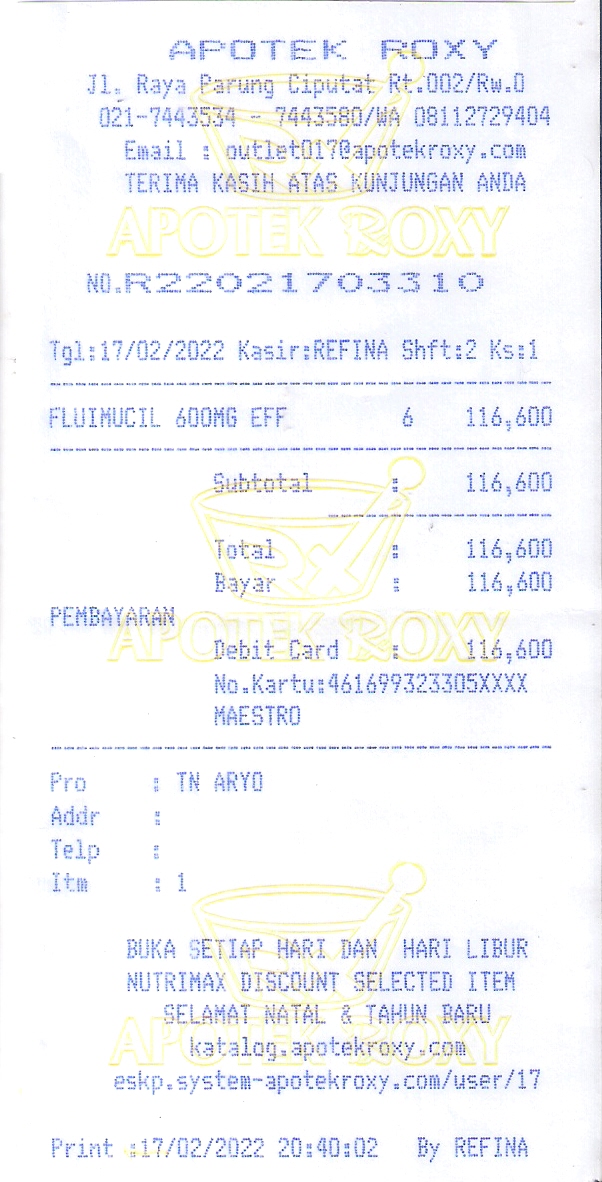 APOTEK ROXY
Jl. Raya Parung Ciputat Rt.002/Rw.0
021-7443534 - 7443580/WA 08112729404
Email : outlet017@apotekroxy.com
TERIMA KASIH ATAS KUNJUNGAN ANDA
APOTEK ROXY
NO.R22021703310
Tgl:17/02/2022 Kasir:REFINA Shft:2 Ks:1
FLUIMUCIL 600MG EFF 6 116,600
Subtotal : 116,600
Rx
Total : 116,600
Bayar : 116,600
PEMBAYARAN
APOTEK ROXY
Debit Card : 116,600
No.Kartu:461699323305XXXX
MAESTRO
Pro : TN ARYO
Addr :
Telp :
Itm : 1
BUKA SETIAP HARI DAN HARI LIBUR
NUTRIMAX DISCOUNT SELECTED ITEM
SELAMAT NATAL & TAHUN BARU
APOTEK ROXY
katalog.apotekroxy.com
eskp.system-apotekroxy.com/user/17
Print :17/02/2022 20:40:02 By REFINA